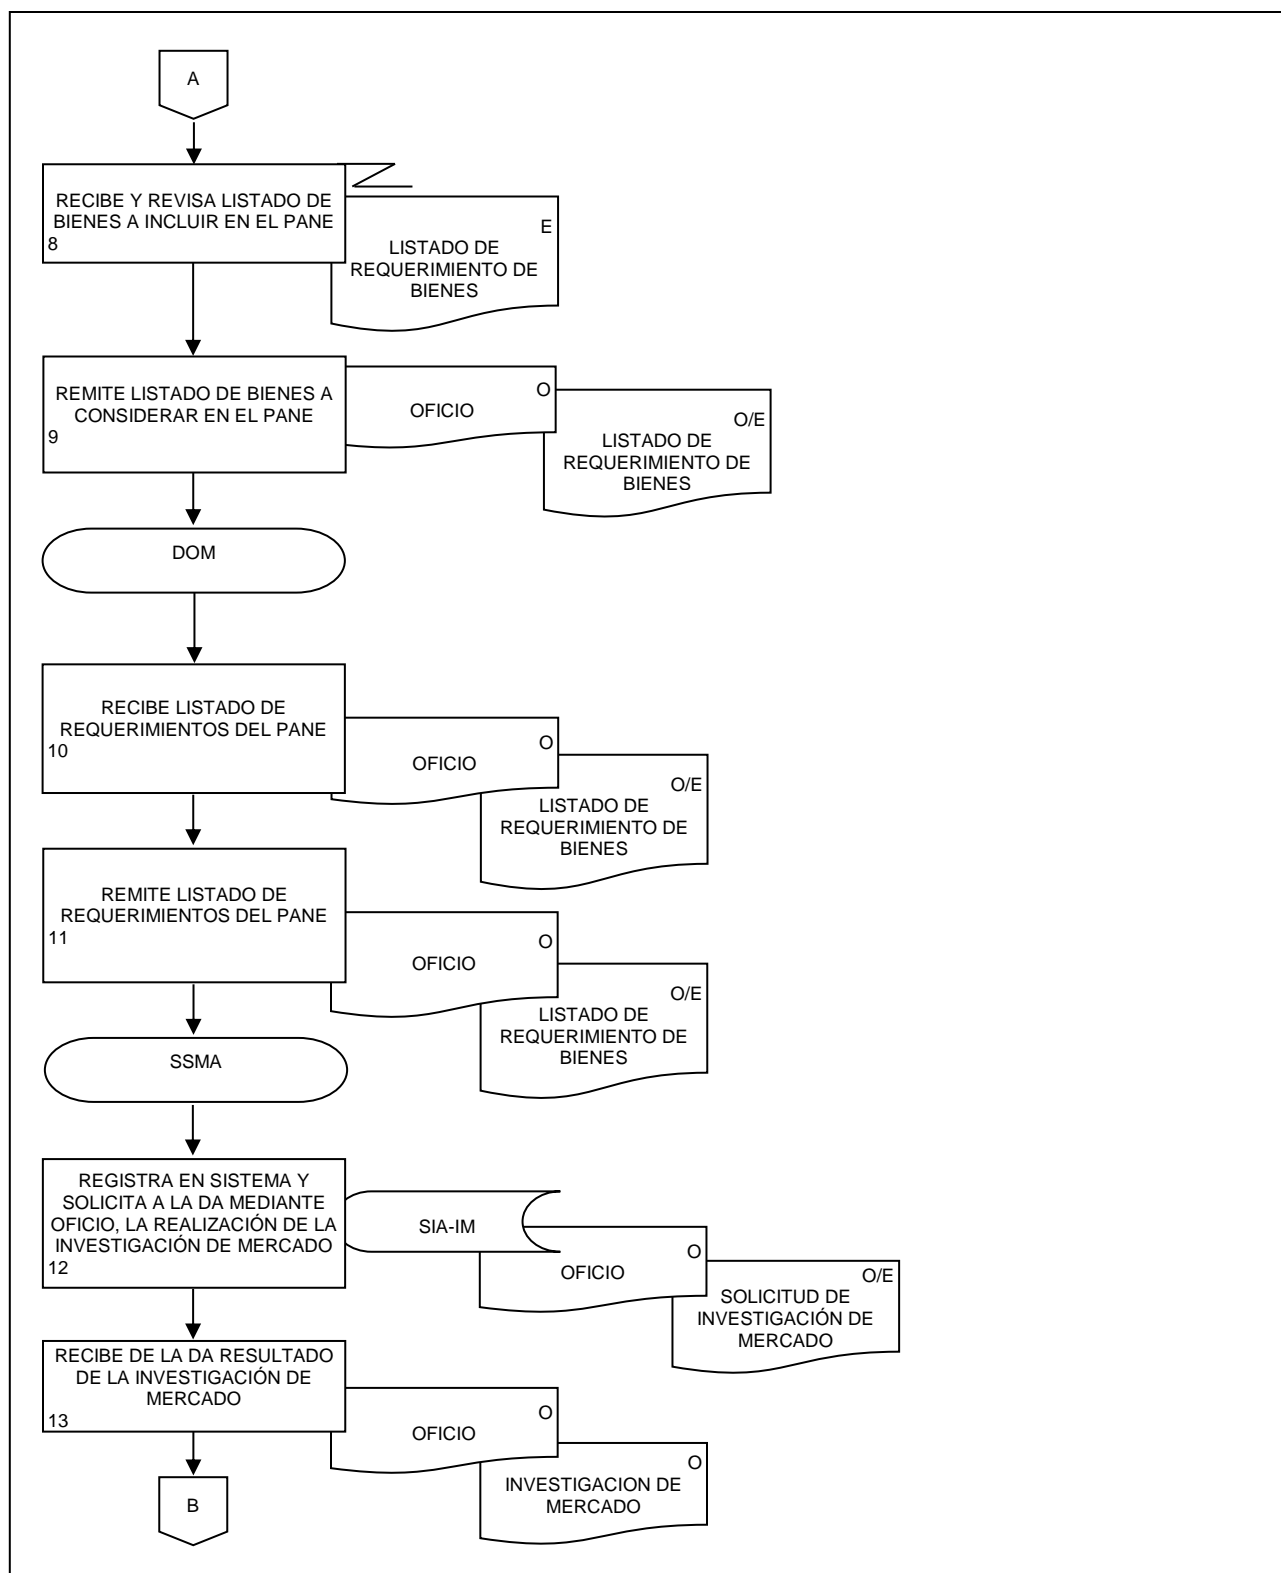 A
RECIBE Y REVISA LISTADO DE
BIENES A INCLUIR EN EL PANE
8
E
LISTADO DE
REQUERIMIENTO DE
BIENES
REMITE LISTADO DE BIENES A
CONSIDERAR EN EL PANE
9
O
OFICIO
O/E
LISTADO DE
REQUERIMIENTO DE
BIENES
DOM
RECIBE LISTADO DE
REQUERIMIENTOS DEL PANE
10
O
OFICIO
O/E
LISTADO DE
REQUERIMIENTO DE
BIENES
REMITE LISTADO DE
REQUERIMIENTOS DEL PANE
11
O
OFICIO
O/E
LISTADO DE
REQUERIMIENTO DE
BIENES
SSMA
REGISTRA EN SISTEMA Y
SOLICITA A LA DA MEDIANTE
OFICIO, LA REALIZACIÓN DE LA
INVESTIGACIÓN DE MERCADO
12
SIA-IM
O
OFICIO
O/E
SOLICITUD DE
INVESTIGACIÓN DE
MERCADO
RECIBE DE LA DA RESULTADO
DE LA INVESTIGACIÓN DE
MERCADO
13
O
OFICIO
O
INVESTIGACION DE
MERCADO
B